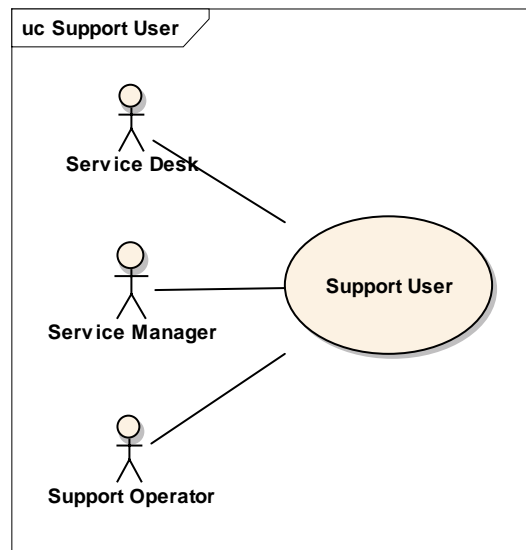 uc Support User
Service Desk
Support User
Service Manager
Support Operator